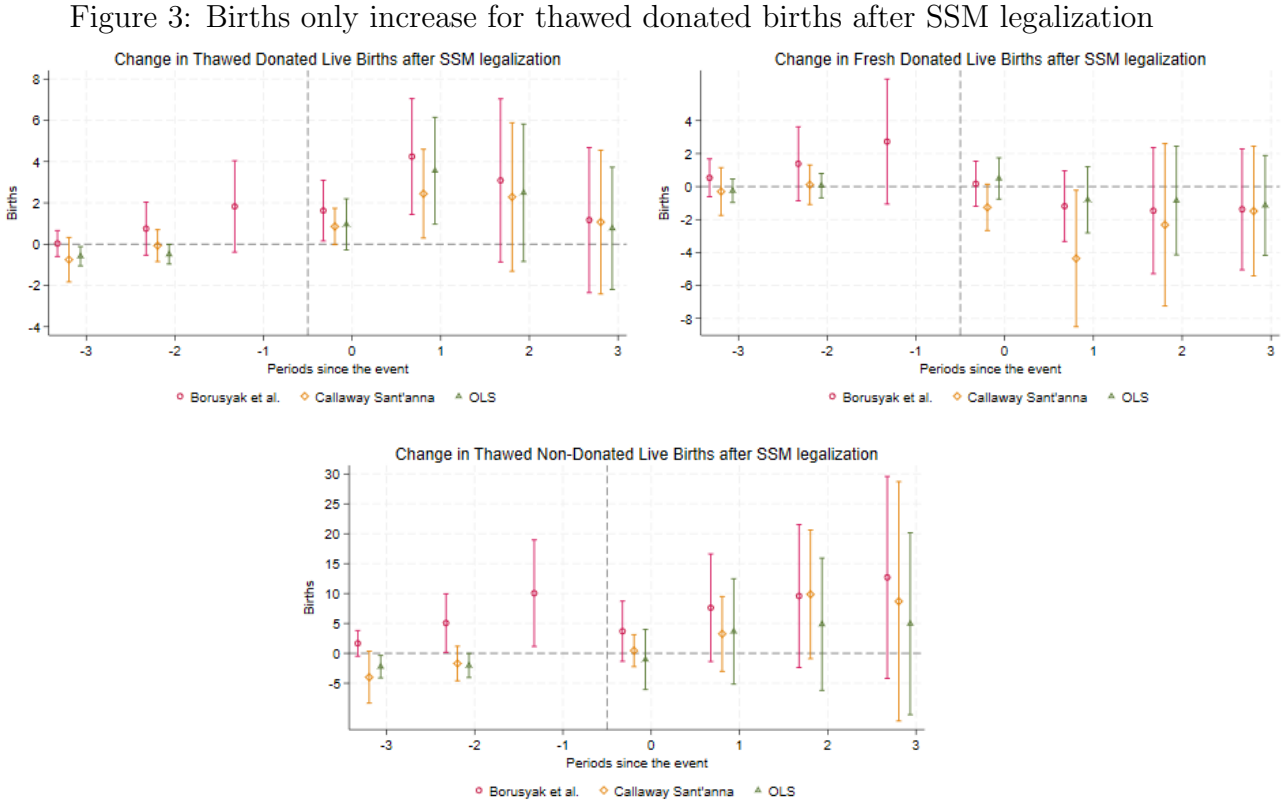 Figure 3: Births only increase for thawed donated births after SSM legalization
Change in Thawed Donated Live Births after SSM legalization
8
6
4
2
0
-2
-4
Births
-3 -2 -1 0 1 2 3
Periods since the event
Borusyak et al. Callaway Sant'anna OLS
Change in Fresh Donated Live Births after SSM legalization
4
2
0
-2
-4
-6
-8
Births
-3 -2 -1 0 1 2 3
Periods since the event
Borusyak et al. Callaway Sant'anna OLS
Change in Thawed Non-Donated Live Births after SSM legalization
30
25
20
15
10
5
0
-5
Births
-3 -2 -1 0 1 2 3
Periods since the event
Borusyak et al. Callaway Sant'anna OLS